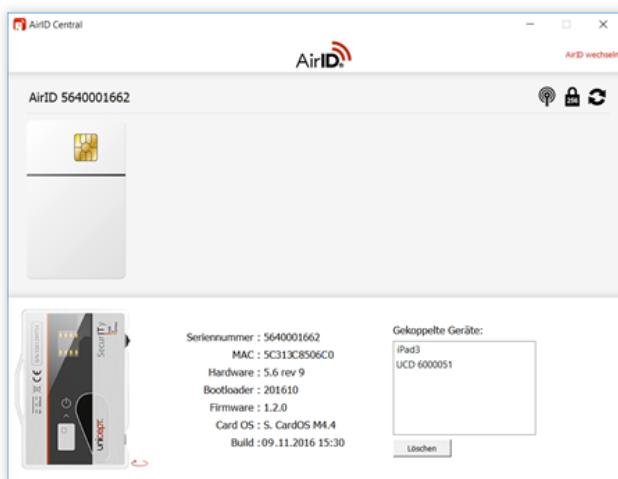 AirID Central
AirID
AirID wechseln
AirID 5640001662
256
Seriennummer : 5640001662
MAC : 5C313C8506C0
Hardware : 5.6 rev 9
Bootloader : 201610
Firmware : 1.2.0
Card OS : S. CardOS M4.4
Build : 09.11.2016 15:30
Gekoppelte Geräte:
iPad3
UCD 6000051
Löschen
SecurITy
unicept
CE